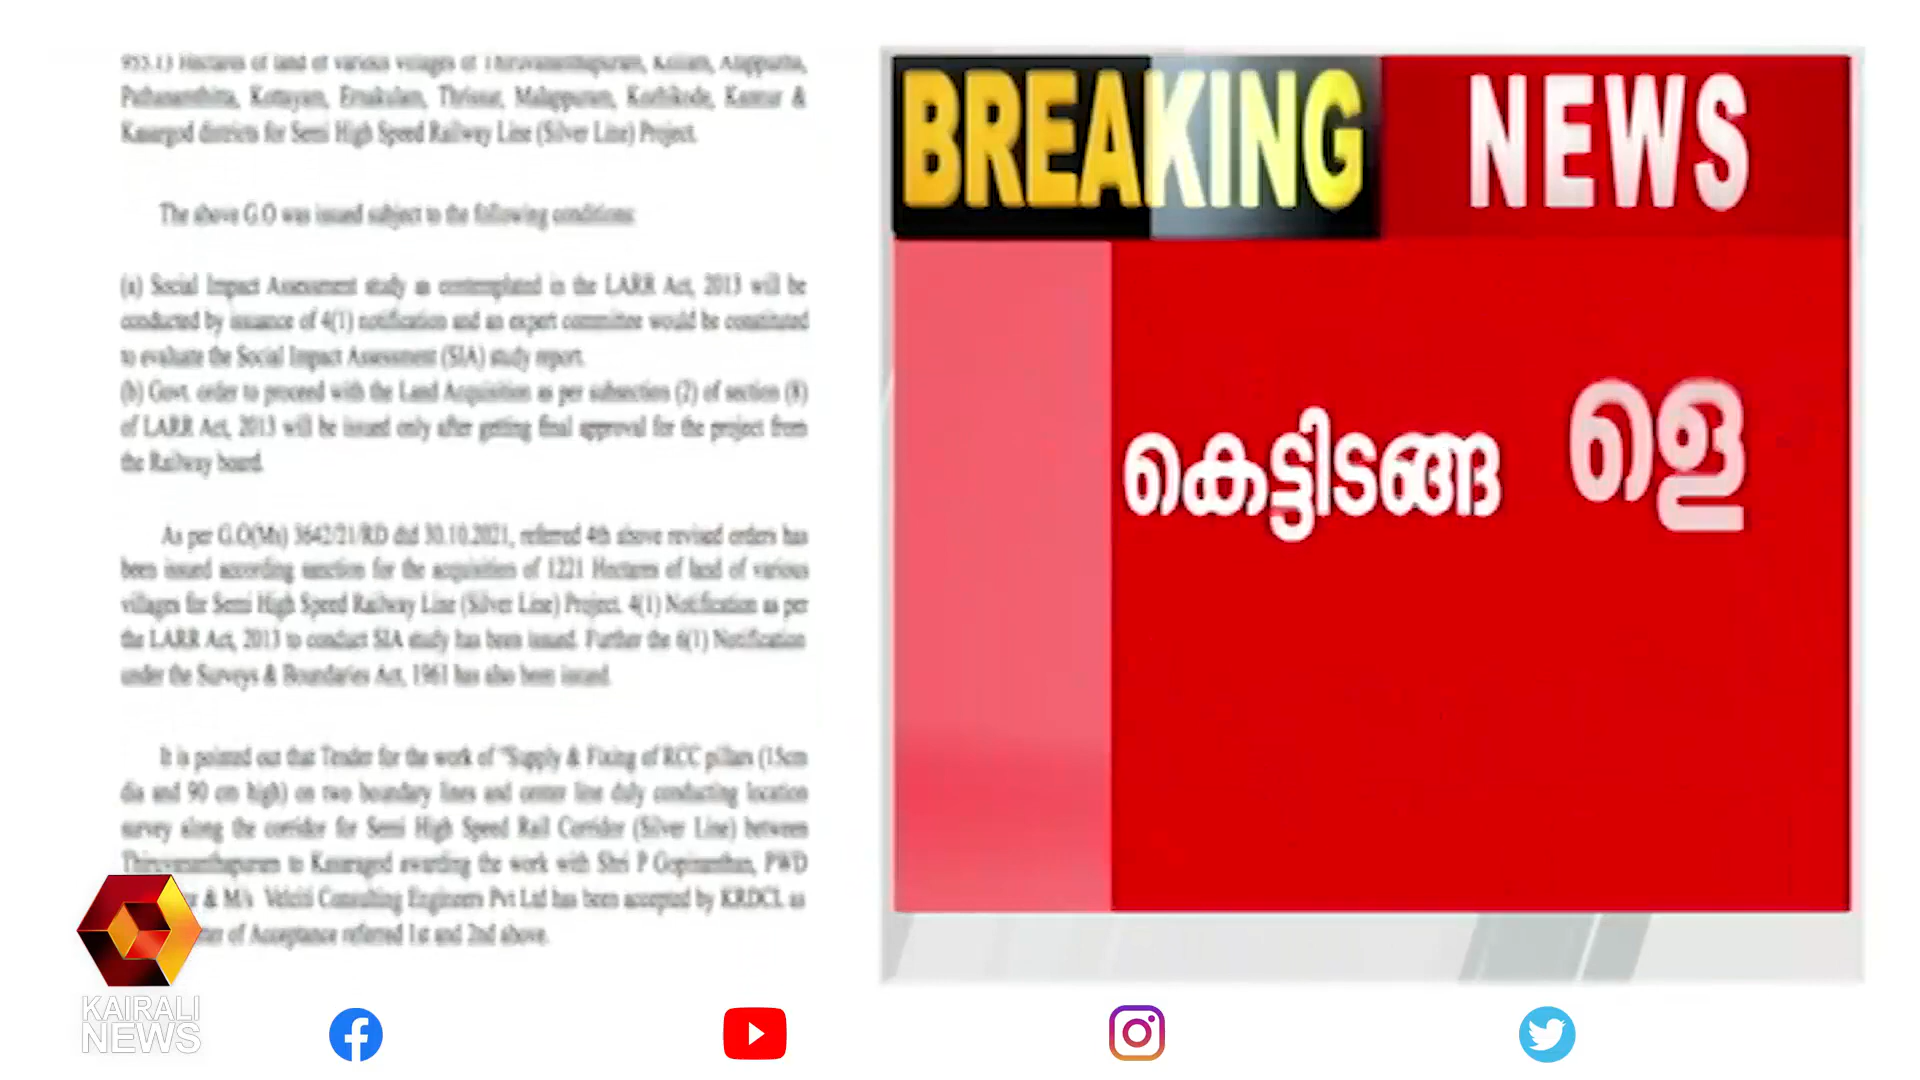 955.13 Hectares of land of various villages of Thiruvananthapuram, Kollam, Alappuzha,
Pathanamthitta, Kottayam, Ernakulam, Thrissur, Malappuram, Kozhikode, Kannur &
Kasargod districts for Semi High Speed Railway Line (Silver Line) Project.
The above G.O was issued subject to the following conditions:
(a) Social Impact Assessment study as contemplated in the LARR Act, 2013 will be
conducted by issuance of 4(1) notification and an expert committee would be constituted
to evaluate the Social Impact Assessment (SIA) study report.
(b) Govt. order to proceed with the Land Acquisition as per subsection (2) of section (8)
of LARR Act, 2013 will be issued only after getting final approval for the project from
the Railway board.
As per G.O(Ms) 3642/21/RD dtd 30.10.2021, referred 4th above revised orders has
been issued according sanction for the acquisition of 1221 Hectares of land of various
villages for Semi High Speed Railway Line (Silver Line) Project. 4(1) Notification as per
the LARR Act, 2013 to conduct SIA study has been issued. Further the 6(1) Notification
under the Surveys & Boundaries Act, 1961 has also been issued.
It is pointed out that Tender for the work of "Supply & Fixing of RCC pillars (15cm
dia and 90 cm high) on two boundary lines and center line duly conducting location
survey along the corridor for Semi High Speed Rail Corridor (Silver Line) between
Thiruvananthapuram to Kasaragod awarding the work with Shri P Gopinathan, PWD
& M/s Velciti Consulting Engineers Pvt Ltd has been accepted by KRDCL as
of Acceptance referred 1st and 2nd above.
BREAKING NEWS
കെട്ടിടങ്ങ ളെ
KAIRALI
NEWS